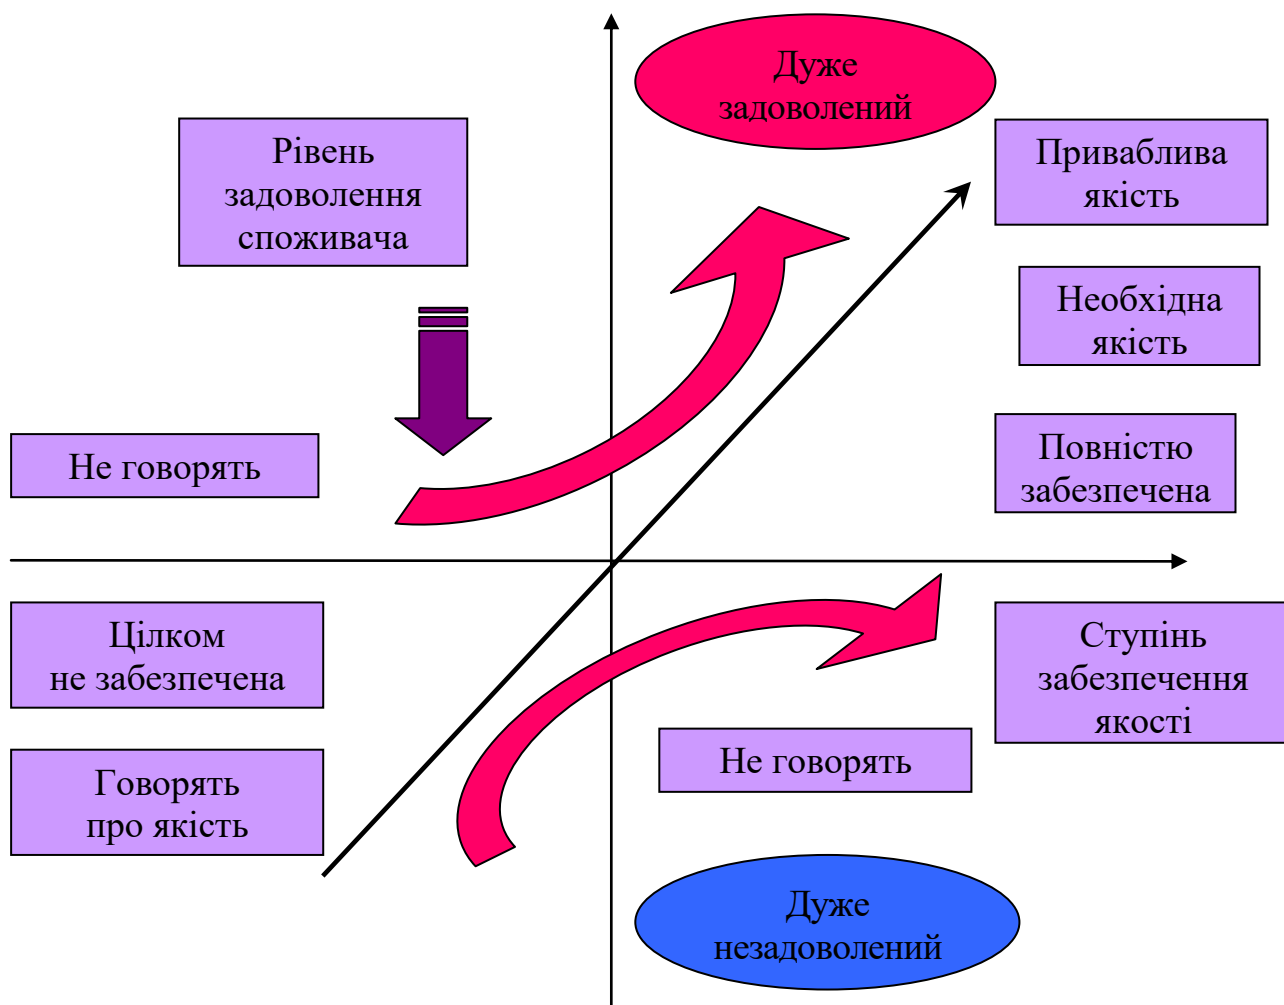 Дуже
задоволений
Рівень
задоволення
споживача
Приваблива
якість
Необхідна
якість
Не говорять
Повністю
забезпечена
Цілком
не забезпечена
Ступінь
забезпечення
якості
Говорять
про якість
Не говорять
Дуже
незадоволений